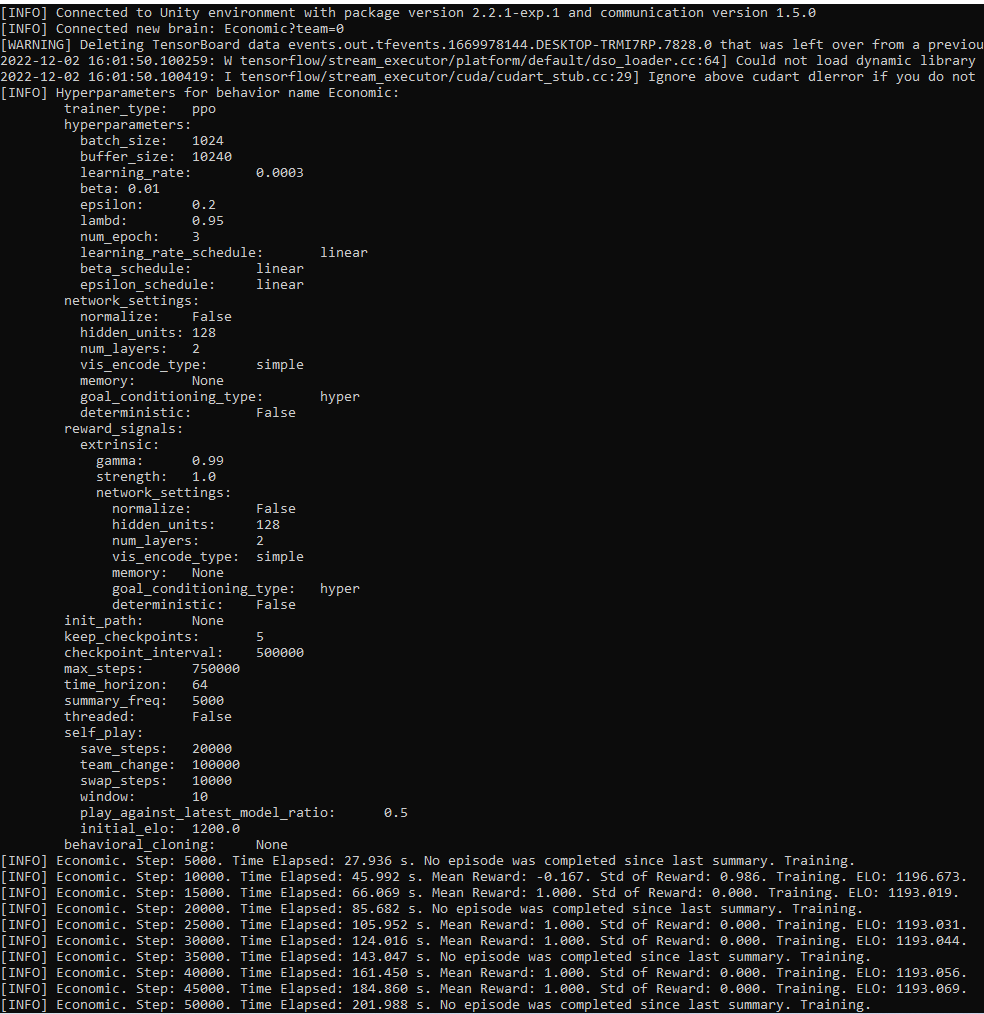 [INFO] Connected to Unity environment with package version 2.2.1-exp.1 and communication version 1.5.0
[INFO] Connected new brain: Economic?team=0
[WARNING] Deleting TensorBoard data events.out.tfevents.1669978144.DESKTOP-TRMI7RP.7828.0 that was left over from a previou
2022-12-02 16:01:50.100259: W tensorflow/stream_executor/platform/default/dso_loader.cc:64] Could not load dynamic library
2022-12-02 16:01:50.100419: I tensorflow/stream_executor/cuda/cudart_stub.cc:29] Ignore above cudart dlerror if you do not
[INFO] Hyperparameters for behavior name Economic:
trainer_type: ppo
hyperparameters:
batch_size: 1024
buffer_size: 10240
learning_rate: 0.0003
beta: 0.01
epsilon: 0.2
lambd: 0.95
num_epoch: 3
learning_rate_schedule: linear
beta_schedule: linear
epsilon_schedule: linear
network_settings:
normalize: False
hidden_units: 128
num_layers: 2
vis_encode_type: simple
memory: None
goal_conditioning_type: hyper
deterministic: False
reward_signals:
extrinsic:
gamma: 0.99
strength: 1.0
network_settings:
normalize: False
hidden_units: 128
num_layers: 2
vis_encode_type: simple
memory: None
goal_conditioning_type: hyper
deterministic: False
init_path: None
keep_checkpoints: 5
checkpoint_interval: 500000
max_steps: 750000
time_horizon: 64
summary_freq: 5000
threaded: False
self_play:
save_steps: 20000
team_change: 100000
swap_steps: 10000
window: 10
play_against_latest_model_ratio: 0.5
initial_elo: 1200.0
behavioral_cloning: None
[INFO] Economic. Step: 5000. Time Elapsed: 27.936 s. No episode was completed since last summary. Training.
[INFO] Economic. Step: 10000. Time Elapsed: 45.992 s. Mean Reward: -0.167. Std of Reward: 0.986. Training. ELO: 1196.673.
[INFO] Economic. Step: 15000. Time Elapsed: 66.069 s. Mean Reward: 1.000. Std of Reward: 0.000. Training. ELO: 1193.019.
[INFO] Economic. Step: 20000. Time Elapsed: 85.682 s. No episode was completed since last summary. Training.
[INFO] Economic. Step: 25000. Time Elapsed: 105.952 s. Mean Reward: 1.000. Std of Reward: 0.000. Training. ELO: 1193.031.
[INFO] Economic. Step: 30000. Time Elapsed: 124.016 s. Mean Reward: 1.000. Std of Reward: 0.000. Training. ELO: 1193.044.
[INFO] Economic. Step: 35000. Time Elapsed: 143.047 s. No episode was completed since last summary. Training.
[INFO] Economic. Step: 40000. Time Elapsed: 161.450 s. Mean Reward: 1.000. Std of Reward: 0.000. Training. ELO: 1193.056.
[INFO] Economic. Step: 45000. Time Elapsed: 184.860 s. Mean Reward: 1.000. Std of Reward: 0.000. Training. ELO: 1193.069.
[INFO] Economic. Step: 50000. Time Elapsed: 201.988 s. No episode was completed since last summary. Training.